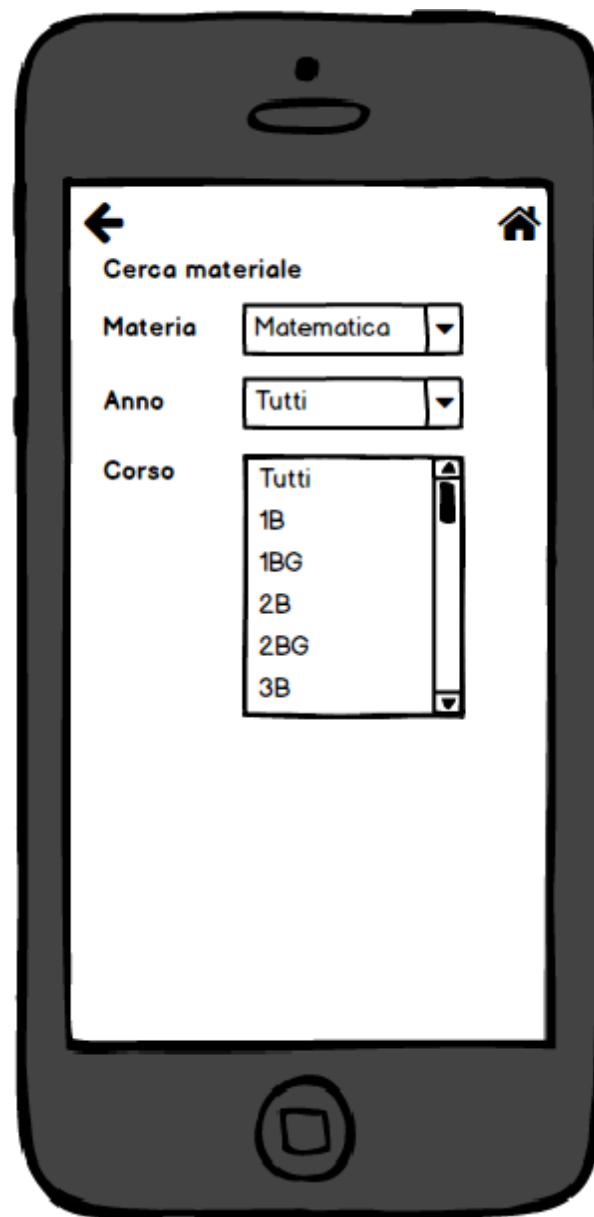 Cerca materiale
Materia Matematica
Anno Tutti
Corso Tutti
1B
1BG
2B
2BG
3B